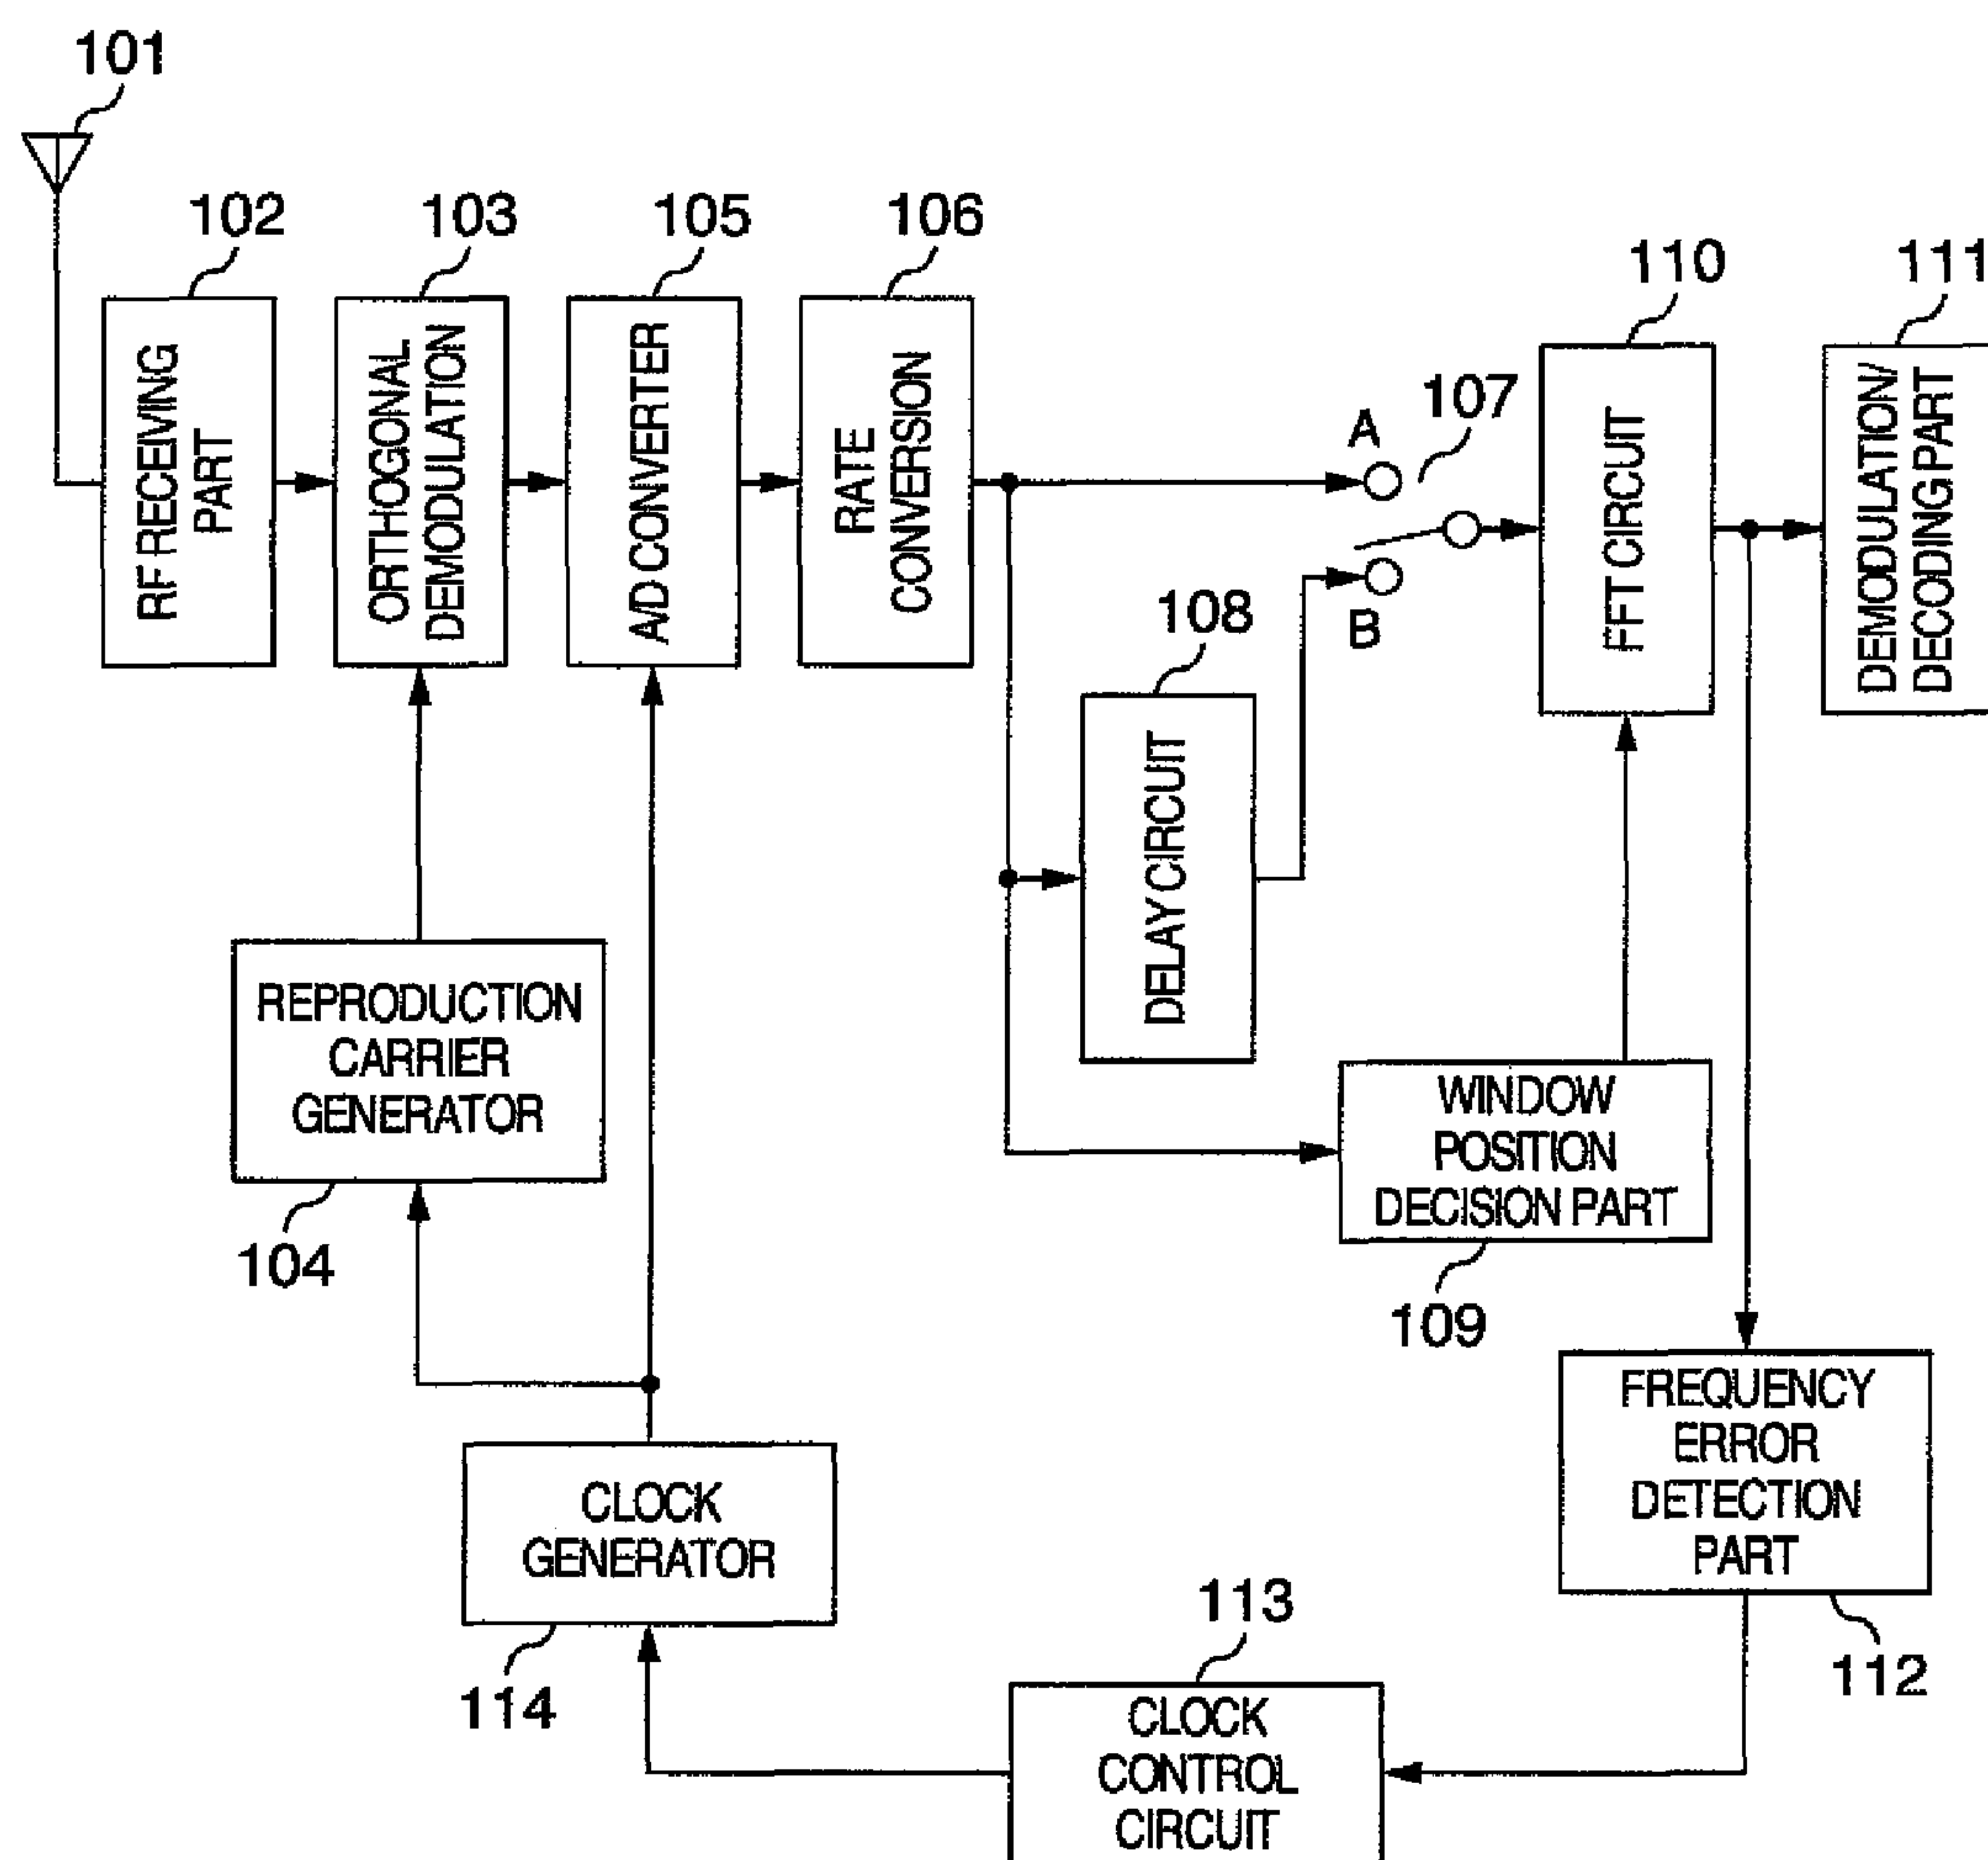 101
102
103
105
106
110
111
RF RECEIVING
PART
ORTHOGONAL
DEMODULATION
A/D CONVERTER
RATE
CONVERSION
A
107
B
FFT CIRCUIT
DEMODULATION/
DECODING PART
108
DELAY CIRCUIT
REPRODUCTION
CARRIER
GENERATOR
104
WINDOW
POSITION
DECISION PART
109
FREQUENCY
ERROR
DETECTION
PART
112
CLOCK
GENERATOR
114
113
CLOCK
CONTROL
CIRCUIT